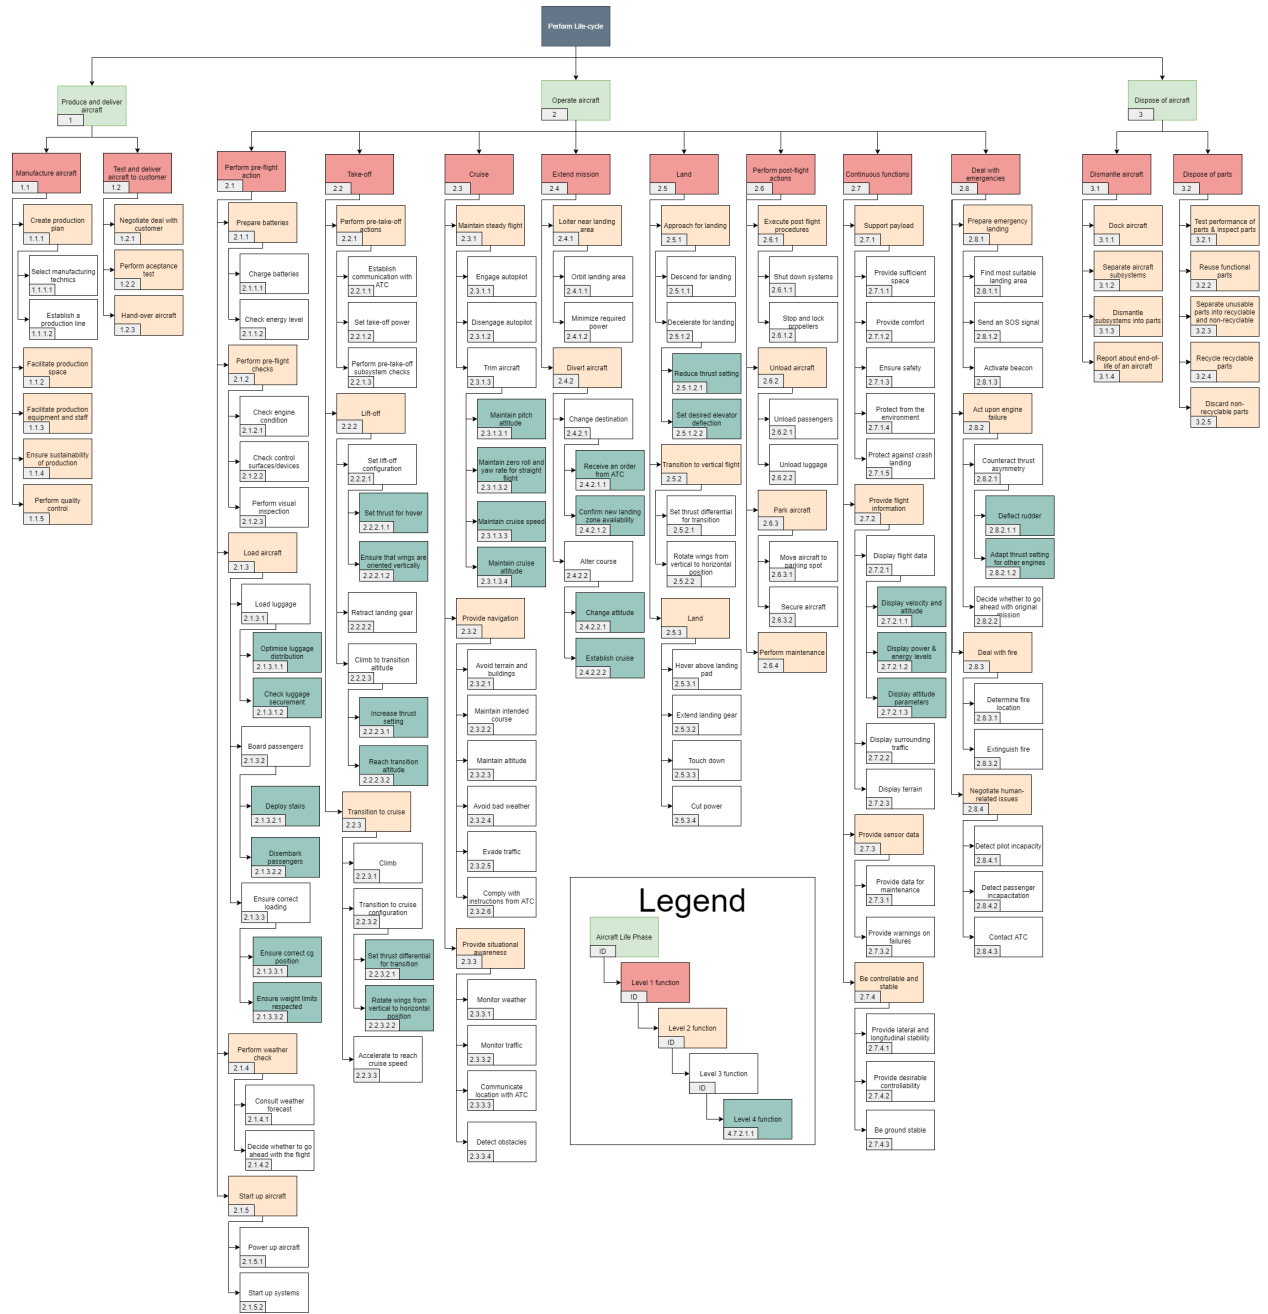 Perform Life-cycle
Produce and deliver
aircraft
1
Operate aircraft
2
Dispose of aircraft
3
Manufacture aircraft
1.1
Create production
plan
1.1.1
Select manufacturing
technics
1.1.1.1
Establish a
production line
1.1.1.2
Facilitate production
space
1.1.2
Facilitate production
equipment and staff
1.1.3
Ensure sustainability
of production
1.1.4
Perform quality
control
1.1.5
Test and deliver
aircraft to customer
1.2
Negotiate deal with
customer
1.2.1
Perform aceptance
test
1.2.2
Hand-over aircraft
1.2.3
Perform pre-flight
action
2.1
Prepare batteries
2.1.1
Charge batteries
2.1.1.1
Check energy level
2.1.1.2
Perform pre-flight
checks
2.1.2
Check engine
condition
2.1.2.1
Check control
surfaces/devices
2.1.2.2
Perform visual
inspection
2.1.2.3
Load aircraft
2.1.3
Load luggage
2.1.3.1
Optimise luggage
distribution
2.1.3.1.1
Check luggage
securement
2.1.3.1.2
Board passengers
2.1.3.2
Deploy stairs
2.1.3.2.1
Disembark
passengers
2.1.3.2.2
Ensure correct
loading
2.1.3.3
Ensure correct cg
position
2.1.3.3.1
Ensure weight limits
respected
2.1.3.3.2
Perform weather
check
2.1.4
Consult weather
forecast
2.1.4.1
Decide whether to go
ahead with the flight
2.1.4.2
Start up aircraft
2.1.5
Power up aircraft
2.1.5.1
Start up systems
2.1.5.2
Take-off
2.2
Perform pre-take-off
actions
2.2.1
Establish
communication with
ATC
2.2.1.1
Set take-off power
2.2.1.2
Perform pre-take-off
subsystem checks
2.2.1.3
Lift-off
2.2.2
Set lift-off
configuration
2.2.2.1
Set thrust for hover
2.2.2.1.1
Ensure that wings are
oriented vertically
2.2.2.1.2
Retract landing gear
2.2.2.2
Climb to transition
altitude
2.2.2.3
Increase thrust
setting
2.2.2.3.1
Reach transition
altitude
2.2.2.3.2
Transition to cruise
2.2.3
Climb
2.2.3.1
Transition to cruise
configuration
2.2.3.2
Set thrust differential
for transition
2.2.3.2.1
Rotate wings from
vertical to horizontal
position
2.2.3.2.2
Accelerate to reach
cruise speed
2.2.3.3
Cruise
2.3
Maintain steady flight
2.3.1
Engage autopilot
2.3.1.1
Disengage autopilot
2.3.1.2
Trim aircraft
2.3.1.3
Maintain pitch
attitude
2.3.1.3.1
Maintain zero roll and
yaw rate for straight
flight
2.3.1.3.2
Maintain cruise speed
2.3.1.3.3
Maintain cruise
altitude
2.3.1.3.4
Provide navigation
2.3.2
Avoid terrain and
buildings
2.3.2.1
Maintain intended
course
2.3.2.2
Maintain altitude
2.3.2.3
Avoid bad weather
2.3.2.4
Evade traffic
2.3.2.5
Comply with
instructions from ATC
2.3.2.6
Provide situational
awareness
2.3.3
Monitor weather
2.3.3.1
Monitor traffic
2.3.3.2
Communicate
location with ATC
2.3.3.3
Detect obstacles
2.3.3.4
Extend mission
2.4
Loiter near landing
area
2.4.1
Orbit landing area
2.4.1.1
Minimize required
power
2.4.1.2
Divert aircraft
2.4.2
Change destination
2.4.2.1
Receive an order
from ATC
2.4.2.1.1
Confirm new landing
zone availability
2.4.2.1.2
Alter course
2.4.2.2
Change attitude
2.4.2.2.1
Establish cruise
2.4.2.2.2
Land
2.5
Approach for landing
2.5.1
Descend for landing
2.5.1.1
Decelerate for landing
2.5.1.2
Reduce thrust setting
2.5.1.2.1
Set desired elevator
deflection
2.5.1.2.2
Transition to vertical flight
2.5.2
Set thrust differential
for transition
2.5.2.1
Rotate wings from
vertical to horizontal
position
2.5.2.2
Land
2.5.3
Hover above landing
pad
2.5.3.1
Extend landing gear
2.5.3.2
Touch down
2.5.3.3
Cut power
2.5.3.4
Perform post-flight
actions
2.6
Execute post flight
procedures
2.6.1
Shut down systems
2.6.1.1
Stop and lock
propellers
2.6.1.2
Unload aircraft
2.6.2
Unload passengers
2.6.2.1
Unload luggage
2.6.2.2
Park aircraft
2.6.3
Move aircraft to
parking spot
2.6.3.1
Secure aircraft
2.6.3.2
Perform maintenance
2.6.4
Continuous functions
2.7
Support payload
2.7.1
Provide sufficient
space
2.7.1.1
Provide comfort
2.7.1.2
Ensure safety
2.7.1.3
Protect from the
environment
2.7.1.4
Protect against crash
landing
2.7.1.5
Provide flight
information
2.7.2
Display flight data
2.7.2.1
Display velocity and
altitude
2.7.2.1.1
Display power &
energy levels
2.7.2.1.2
Display attitude
parameters
2.7.2.1.3
Display surrounding
traffic
2.7.2.2
Display terrain
2.7.2.3
Provide sensor data
2.7.3
Provide data for
maintenance
2.7.3.1
Provide warnings on
failures
2.7.3.2
Be controllable and
stable
2.7.4
Provide lateral and
longitudinal stability
2.7.4.1
Provide desirable
controllability
2.7.4.2
Be ground stable
2.7.4.3
Deal with
emergencies
2.8
Prepare emergency
landing
2.8.1
Find most suitable
landing area
2.8.1.1
Send an SOS signal
2.8.1.2
Activate beacon
2.8.1.3
Act upon engine
failure
2.8.2
Counteract thrust
asymmetry
2.8.2.1
Deflect rudder
2.8.2.1.1
Adapt thrust setting
for other engines
2.8.2.1.2
Decide whether to go
ahead with original
mission
2.8.2.2
Deal with fire
2.8.3
Determine fire
location
2.8.3.1
Extinguish fire
2.8.3.2
Negotiate human-
related issues
2.8.4
Detect pilot incapacity
2.8.4.1
Detect passenger
incapacitation
2.8.4.2
Contact ATC
2.8.4.3
Dismantle aircraft
3.1
Dock aircraft
3.1.1
Separate aircraft
subsystems
3.1.2
Dismantle
subsystems into parts
3.1.3
Report about end-of-
life of an aircraft
3.1.4
Dispose of parts
3.2
Test performance of
parts & inspect parts
3.2.1
Reuse functional
parts
3.2.2
Separate unusable
parts into recyclable
and non-recyclable
3.2.3
Recycle recyclable
parts
3.2.4
Discard non-
recyclable parts
3.2.5
Legend
Aircraft Life Phase
ID
Level 1 function
ID
Level 2 function
ID
Level 3 function
ID
Level 4 function
4.7.2.1.1